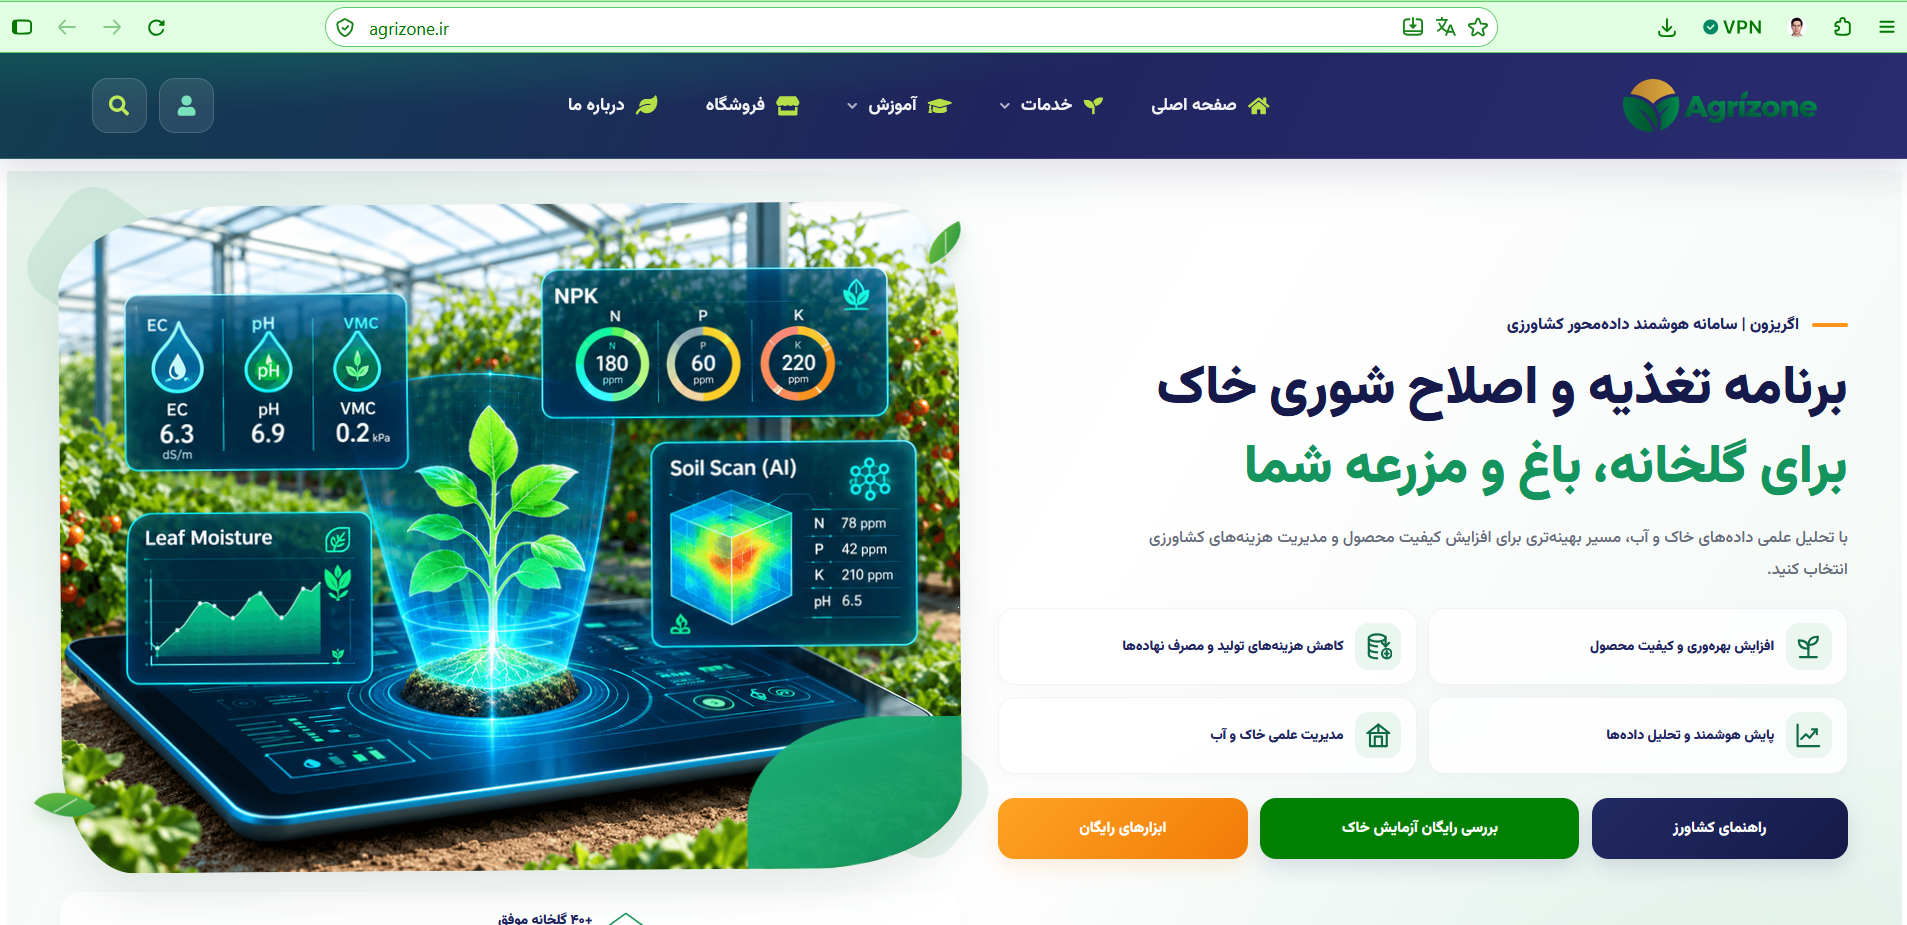 agrizone.ir
VPN
Agrizone
صفحه اصلی
خدمات
آموزش
فروشگاه
درباره ما
اگریزون | سامانه هوشمند داده‌محور کشاورزی
برنامه تغذیه و اصلاح شوری خاک
برای گلخانه، باغ و مزرعه شما
با تحلیل علمی داده‌های خاک و آب، مسیر بهینه‌تری برای افزایش کیفیت محصول و مدیریت هزینه‌های کشاورزی
انتخاب کنید.
افزایش بهره‌وری و کیفیت محصول
کاهش هزینه‌های تولید و مصرف نهاده‌ها
پایش هوشمند و تحلیل داده‌ها
مدیریت علمی خاک و آب
راهنمای کشاورز
بررسی رایگان آزمایش خاک
ابزارهای رایگان
EC
pH
VMC
pH
EC
pH
VMC
6.3
6.9
0.2 kPa
dS/m
NPK
N
P
K
N
P
K
180
60
220
ppm
ppm
ppm
Soil Scan (AI)
N 78 ppm
P 42 ppm
K 210 ppm
pH 6.5
Leaf Moisture
+۴۰ گلخانه موفق